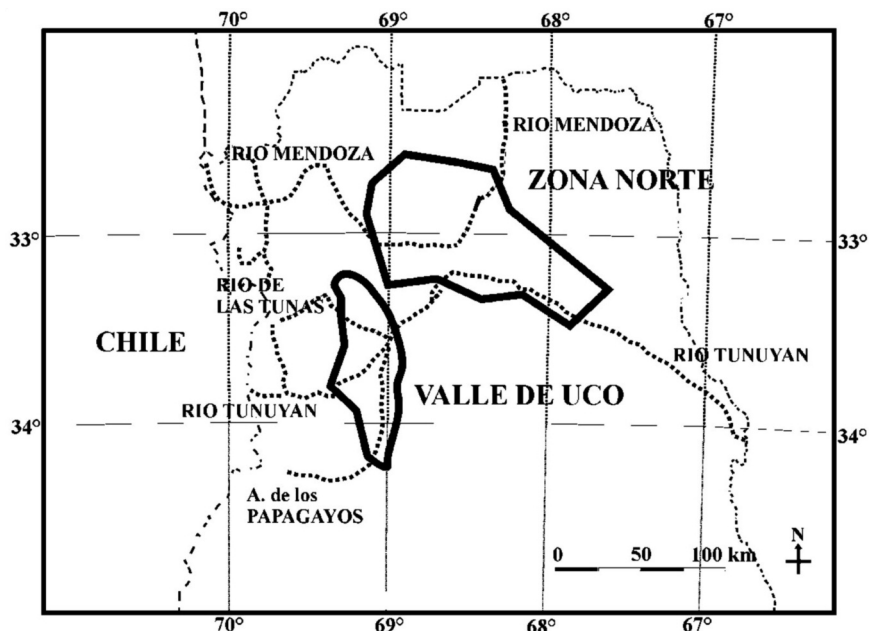 70° 69° 68° 67°
RIO MENDOZA
RIO MENDOZA
ZONA NORTE
33° 33°
RIO DE
LAS TUNAS
CHILE
RIO TUNUYAN
VALLE DE UCO
RIO TUNUYAN
34° 34°
A. de los
PAPAGAYOS
0 50 100 km
N
70° 69° 68° 67°